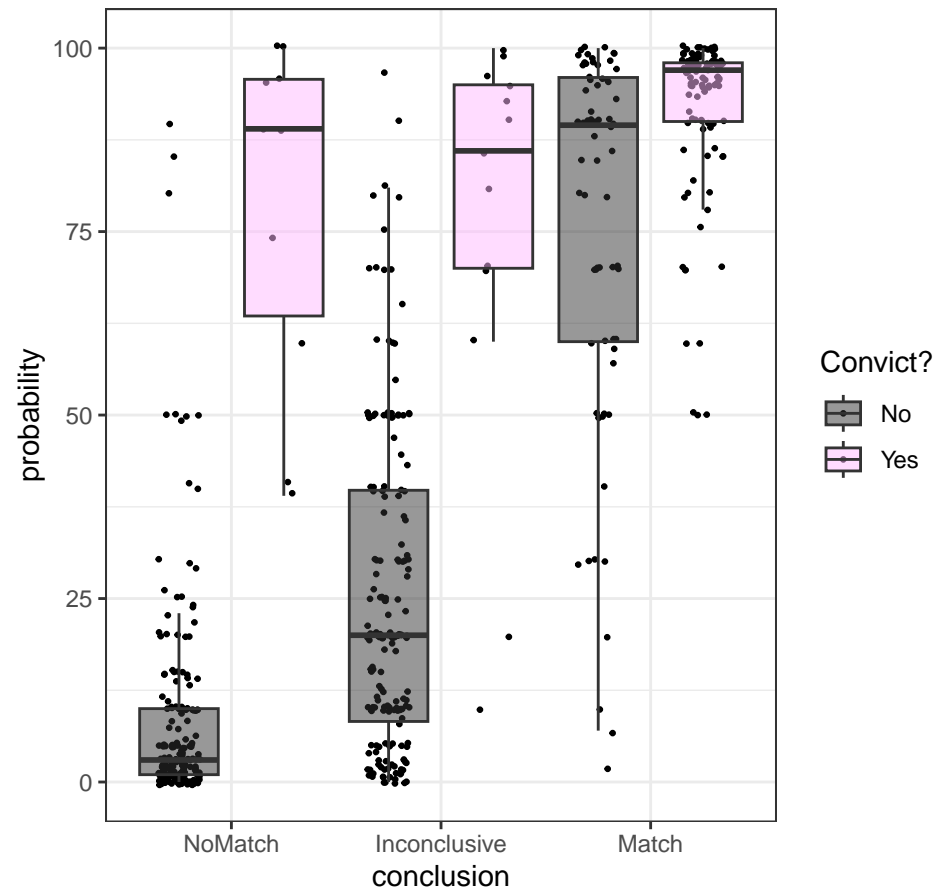 100
75
50
25
0
probability
NoMatch
Inconclusive
Match
conclusion
Convict?
No
Yes